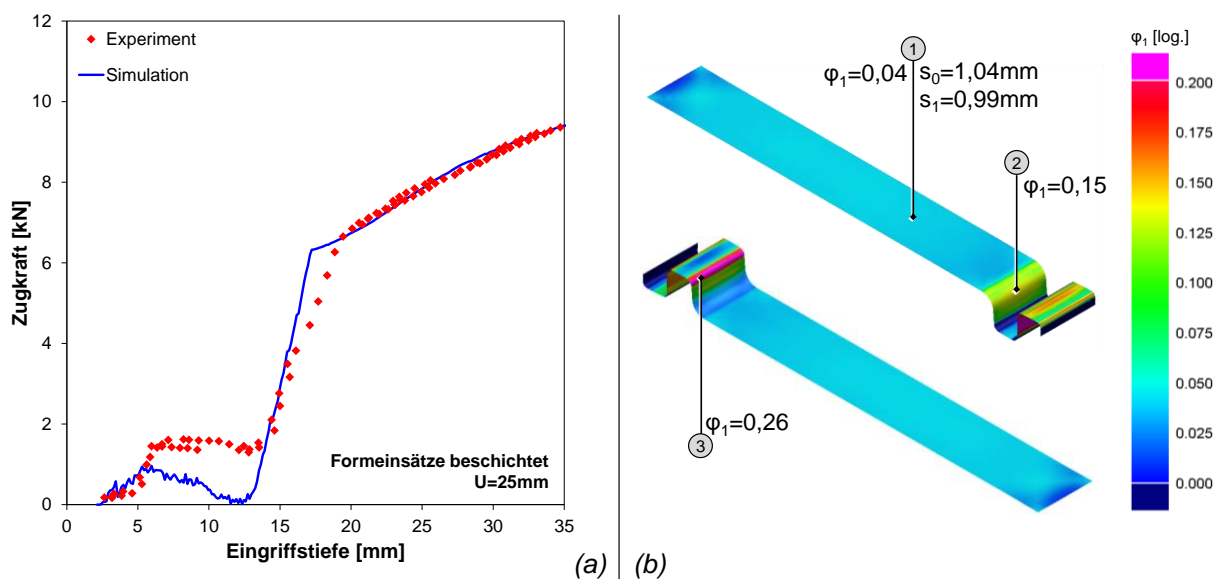 12
10
8
6
4
2
0
Zugkraft [kN]
Experiment
Simulation
Formeinsätze beschichtet
U=25mm
0 5 10 15 20 25 30 35
Eingriffstiefe [mm]
(a)
(b)
1
φ₁=0,04 s₀=1,04mm
s₁=0,99mm
2
φ₁=0,15
3
φ₁=0,26
φ₁ [log.]
0.200
0.175
0.150
0.125
0.100
0.075
0.050
0.025
0.000